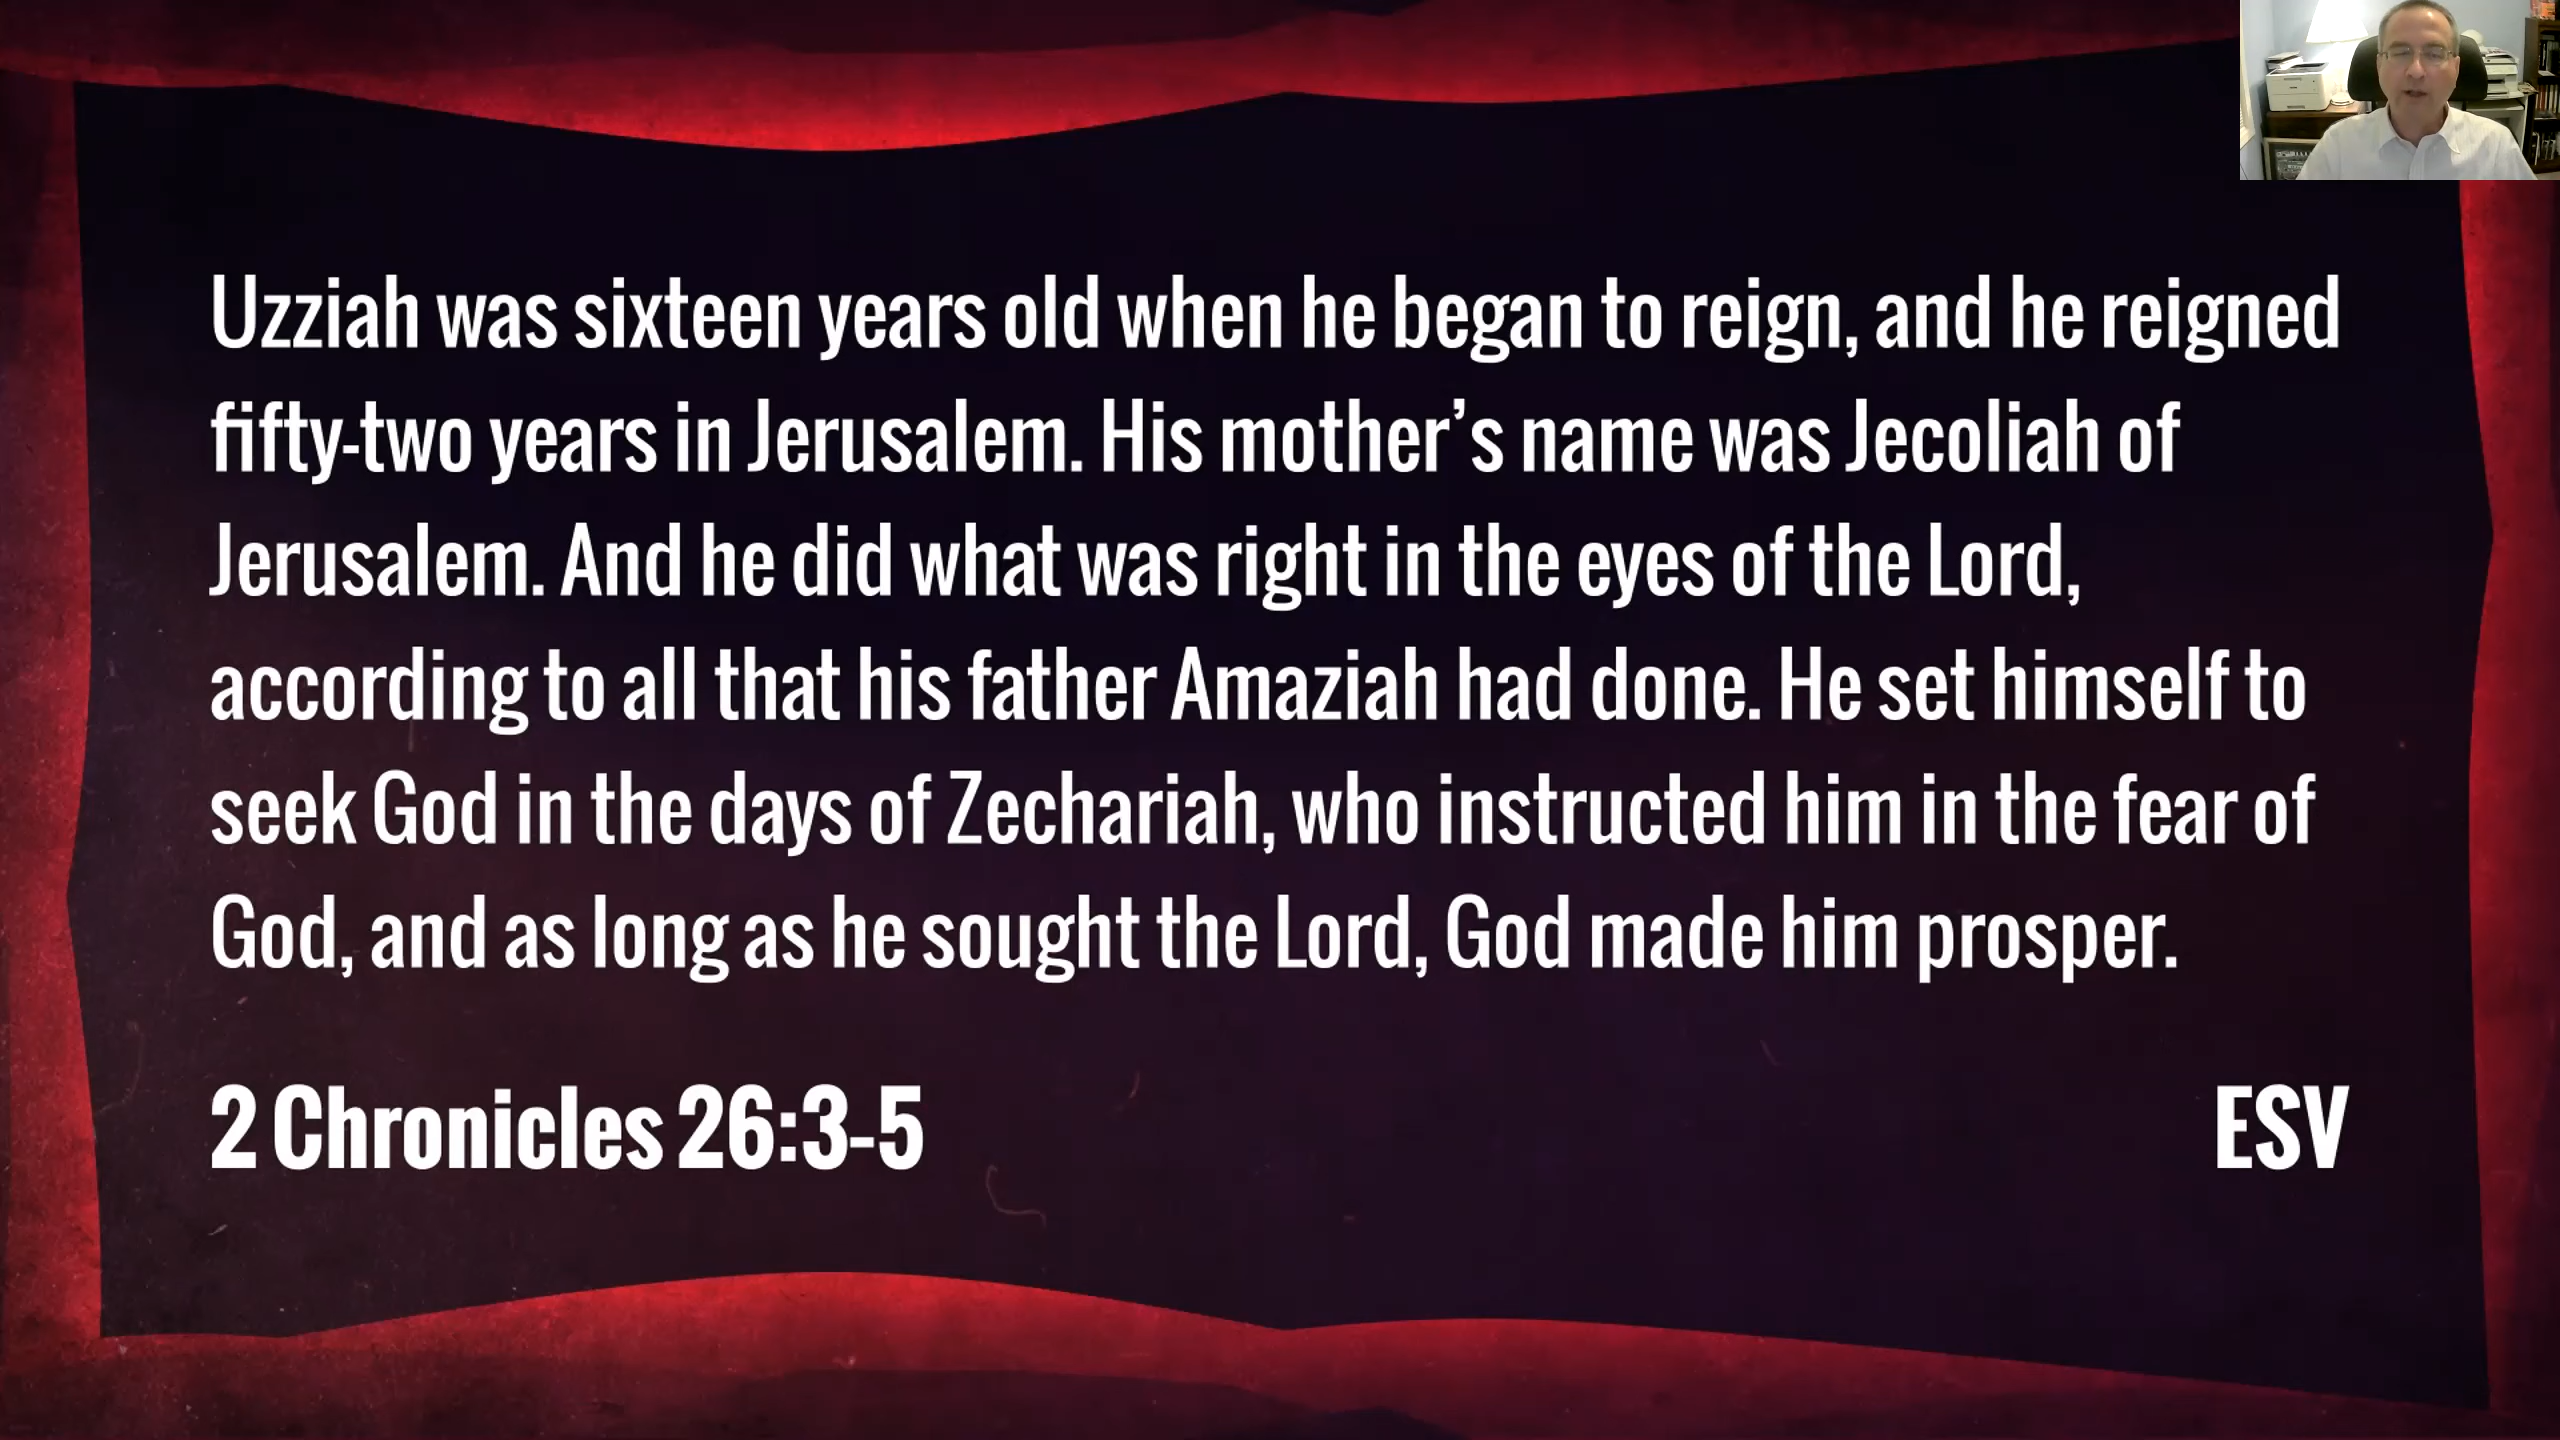 Uzziah was sixteen years old when he began to reign, and he reigned
fifty-two years in Jerusalem. His mother’s name was Jecoliah of
Jerusalem. And he did what was right in the eyes of the Lord,
according to all that his father Amaziah had done. He set himself to
seek God in the days of Zechariah, who instructed him in the fear of
God, and as long as he sought the Lord, God made him prosper.
2 Chronicles 26:3-5
ESV